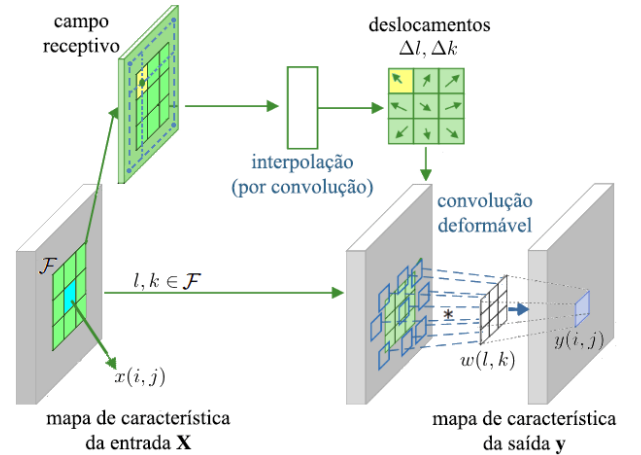 campo
receptivo
deslocamentos
Δl, Δk
interpolação
(por convolução)
convolução
deformável
F
l, k ∈ F
*
x(i, j)
w(l, k)
y(i, j)
mapa de característica
da entrada X
mapa de característica
da saída y